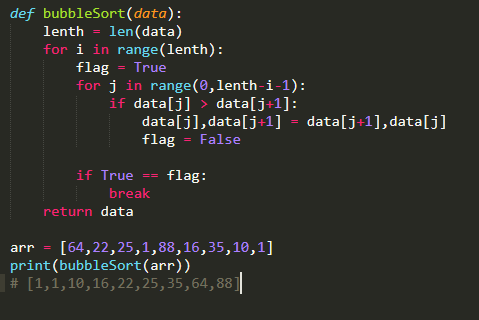 def bubbleSort(data):
    lenth = len(data)
    for i in range(lenth):
        flag = True
        for j in range(0,lenth-i-1):
            if data[j] > data[j+1]:
                data[j],data[j+1] = data[j+1],data[j]
                flag = False
        if True == flag:
            break
    return data
arr = [64,22,25,1,88,16,35,10,1]
print(bubbleSort(arr))
# [1,1,10,16,22,25,35,64,88]